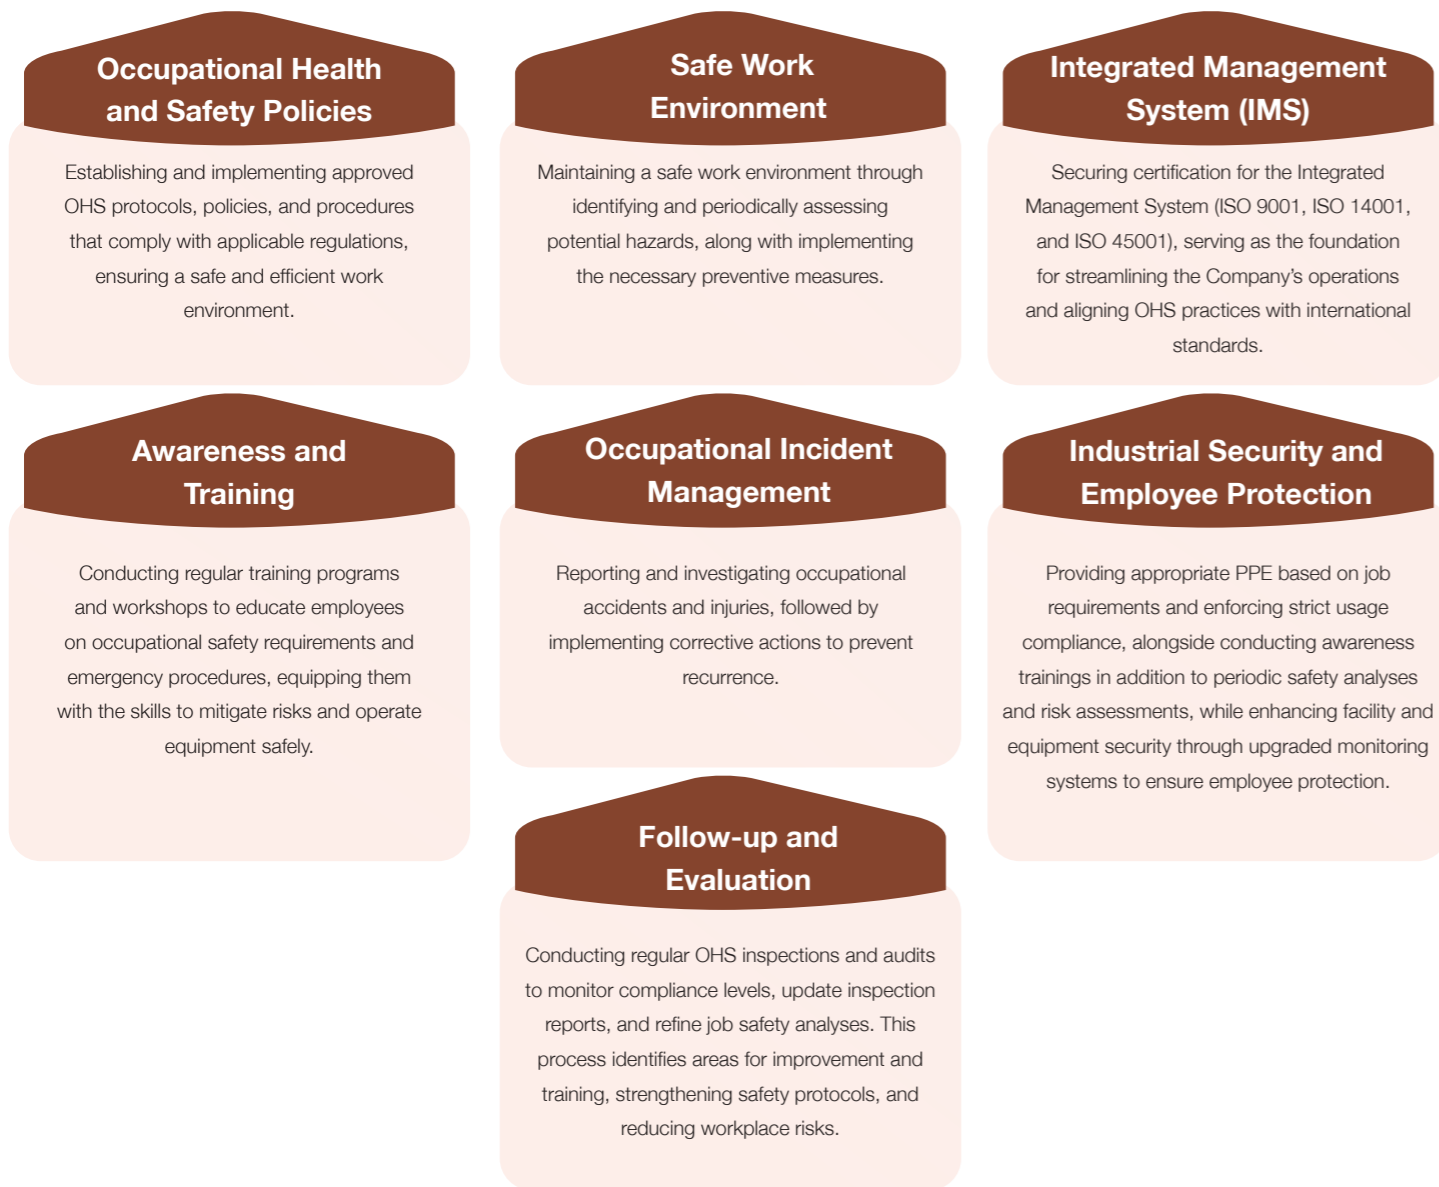 Occupational Health
and Safety Policies
Establishing and implementing approved
OHS protocols, policies, and procedures
that comply with applicable regulations,
ensuring a safe and efficient work
environment.
Safe Work
Environment
Maintaining a safe work environment through
identifying and periodically assessing
potential hazards, along with implementing
the necessary preventive measures.
Integrated Management
System (IMS)
Securing certification for the Integrated
Management System (ISO 9001, ISO 14001,
and ISO 45001), serving as the foundation
for streamlining the Company's operations
and aligning OHS practices with international
standards.
Awareness and
Training
Conducting regular training programs
and workshops to educate employees
on occupational safety requirements and
emergency procedures, equipping them
with the skills to mitigate risks and operate
equipment safely.
Occupational Incident
Management
Reporting and investigating occupational
accidents and injuries, followed by
implementing corrective actions to prevent
recurrence.
Industrial Security and
Employee Protection
Providing appropriate PPE based on job
requirements and enforcing strict usage
compliance, alongside conducting awareness
trainings in addition to periodic safety analyses
and risk assessments, while enhancing facility and
equipment security through upgraded monitoring
systems to ensure employee protection.
Follow-up and
Evaluation
Conducting regular OHS inspections and audits
to monitor compliance levels, update inspection
reports, and refine job safety analyses. This
process identifies areas for improvement and
training, strengthening safety protocols, and
reducing workplace risks.